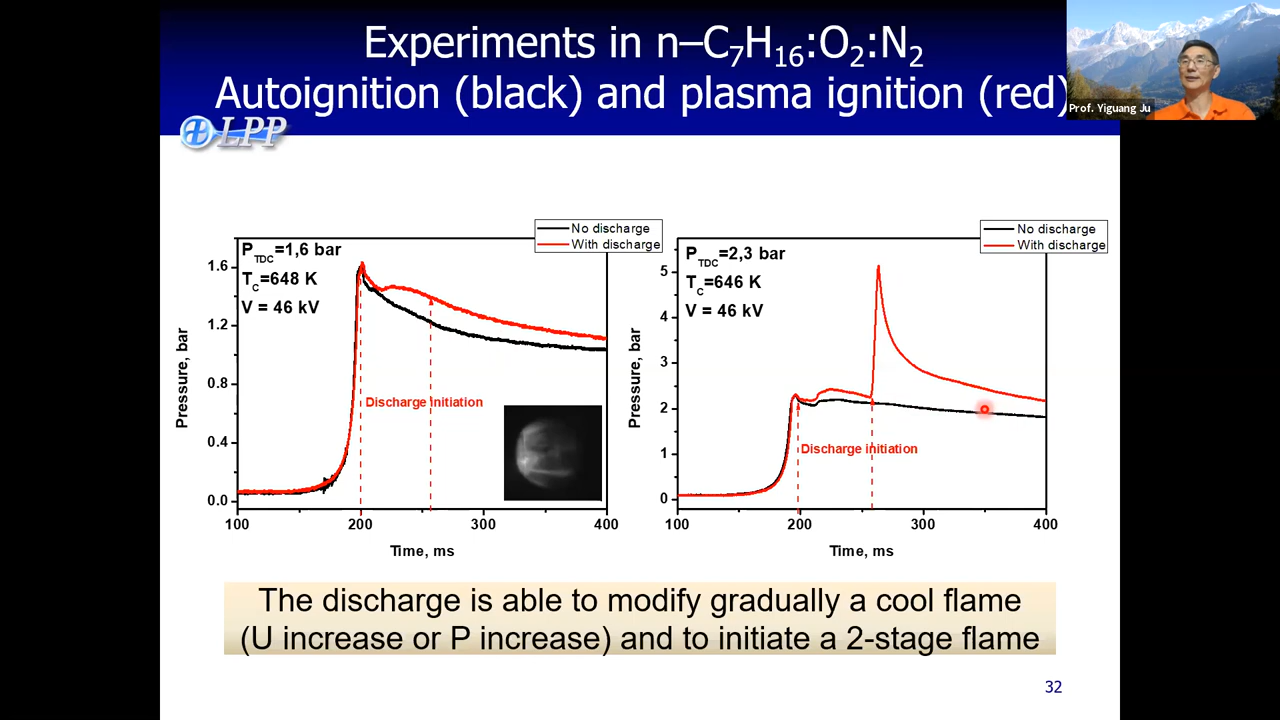 Experiments in n–C7H16:O2:N2
Autoignition (black) and plasma ignition (red)
Prof. Yiguang Ju
LPP
No discharge
With discharge
PTDC=1,6 bar
TC=648 K
V = 46 kV
1.6
1.2
0.8
0.4
0.0
Pressure, bar
Discharge initiation
100 200 300 400
Time, ms
No discharge
With discharge
PTDC=2,3 bar
TC=646 K
V = 46 kV
5
4
3
2
1
0
Pressure, bar
Discharge initiation
100 200 300 400
Time, ms
The discharge is able to modify gradually a cool flame
(U increase or P increase) and to initiate a 2-stage flame
32